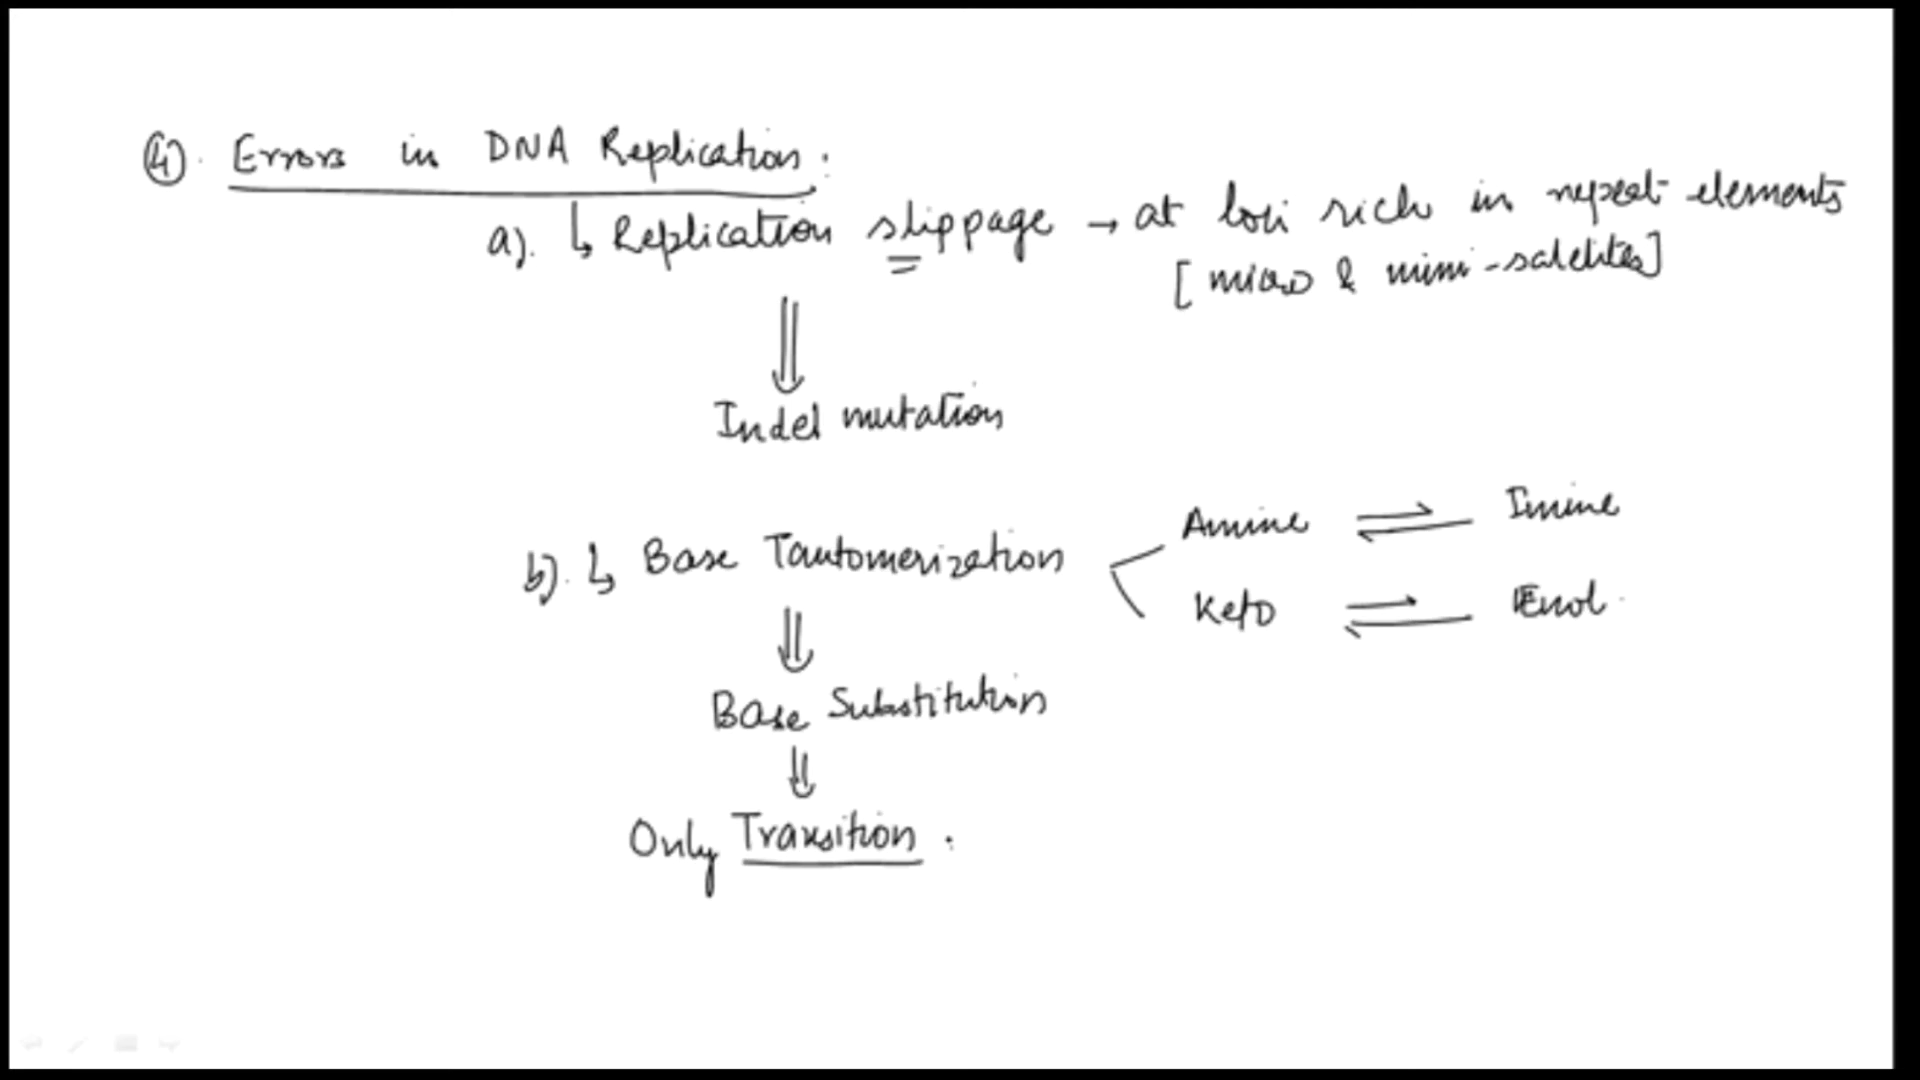 ④. Errors in DNA Replication:
a). ↳ Replication slippage → at loci rich in repeat elements
[micro & mini-satelites]
⇓
Indel mutation
b). ↳ Base Tautomerization < Amine ⇌ Imine
Keto ⇌ Enol.
⇓
Base Substitution
⇓
Only Transition.